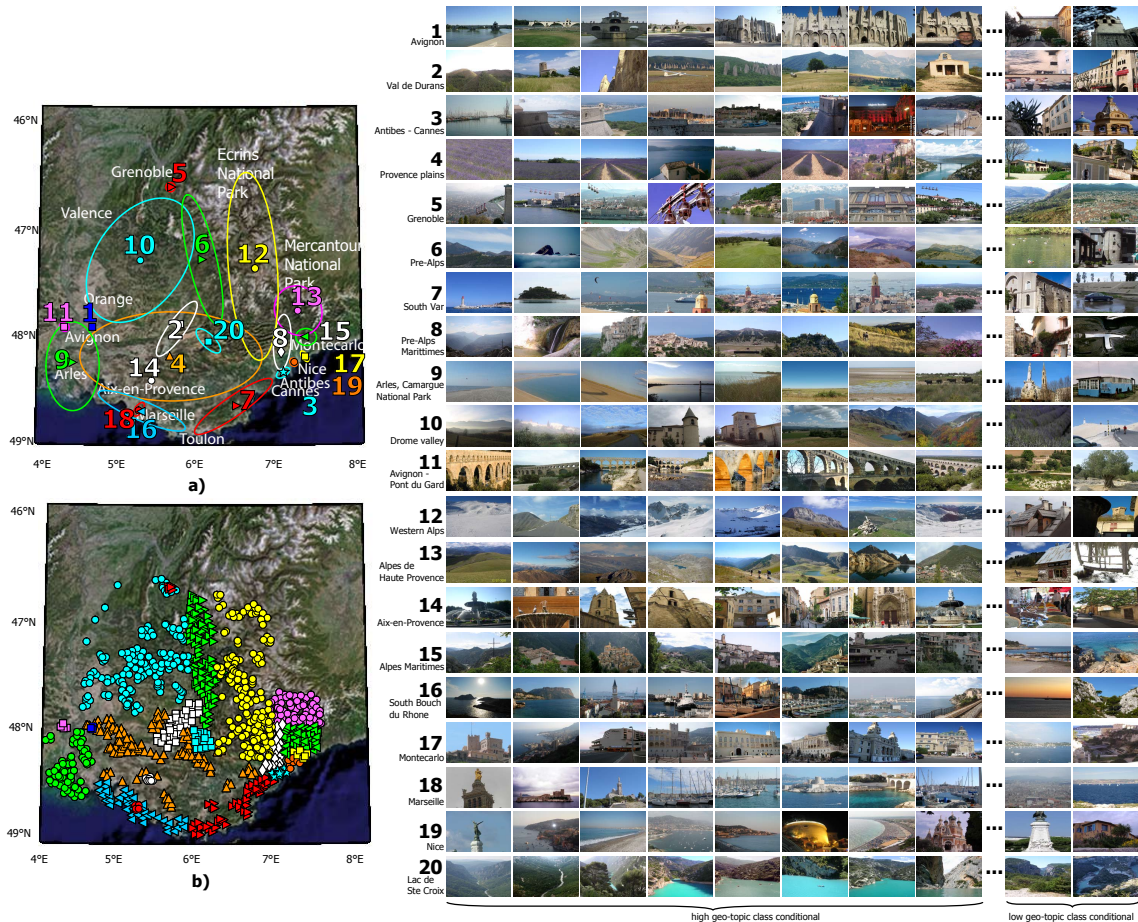 46°N
47°N
48°N
49°N
4°E
5°E
6°E
7°E
8°E
Grenoble
5
Ecrins
National
Park
Valence
10
6
12
Mercantour
National
Park
13
Orange
11
1
Avignon
2
20
8
15
Montecarlo
9
Arles
14
4
17
Nice
Aix-en-Provence
Antibes
19
Cannes
3
7
18
Marseille
16
Toulon
a)
46°N
47°N
48°N
49°N
4°E
5°E
6°E
7°E
8°E
b)
1
Avignon
...
2
Val de Durans
...
3
Antibes - Cannes
...
4
Provence plains
...
5
Grenoble
...
6
Pre-Alps
...
7
South Var
...
8
Pre-Alps
Marittimes
...
9
Arles, Camargue
National Park
...
10
Drome valley
...
11
Avignon -
Pont du Gard
...
12
Western Alps
...
13
Alpes de
Haute Provence
...
14
Aix-en-Provence
...
15
Alpes Maritimes
...
16
South Bouch
du Rhone
...
17
Montecarlo
...
18
Marseille
...
19
Nice
...
20
Lac de
Ste Croix
...
high geo-topic class conditional
low geo-topic class conditional